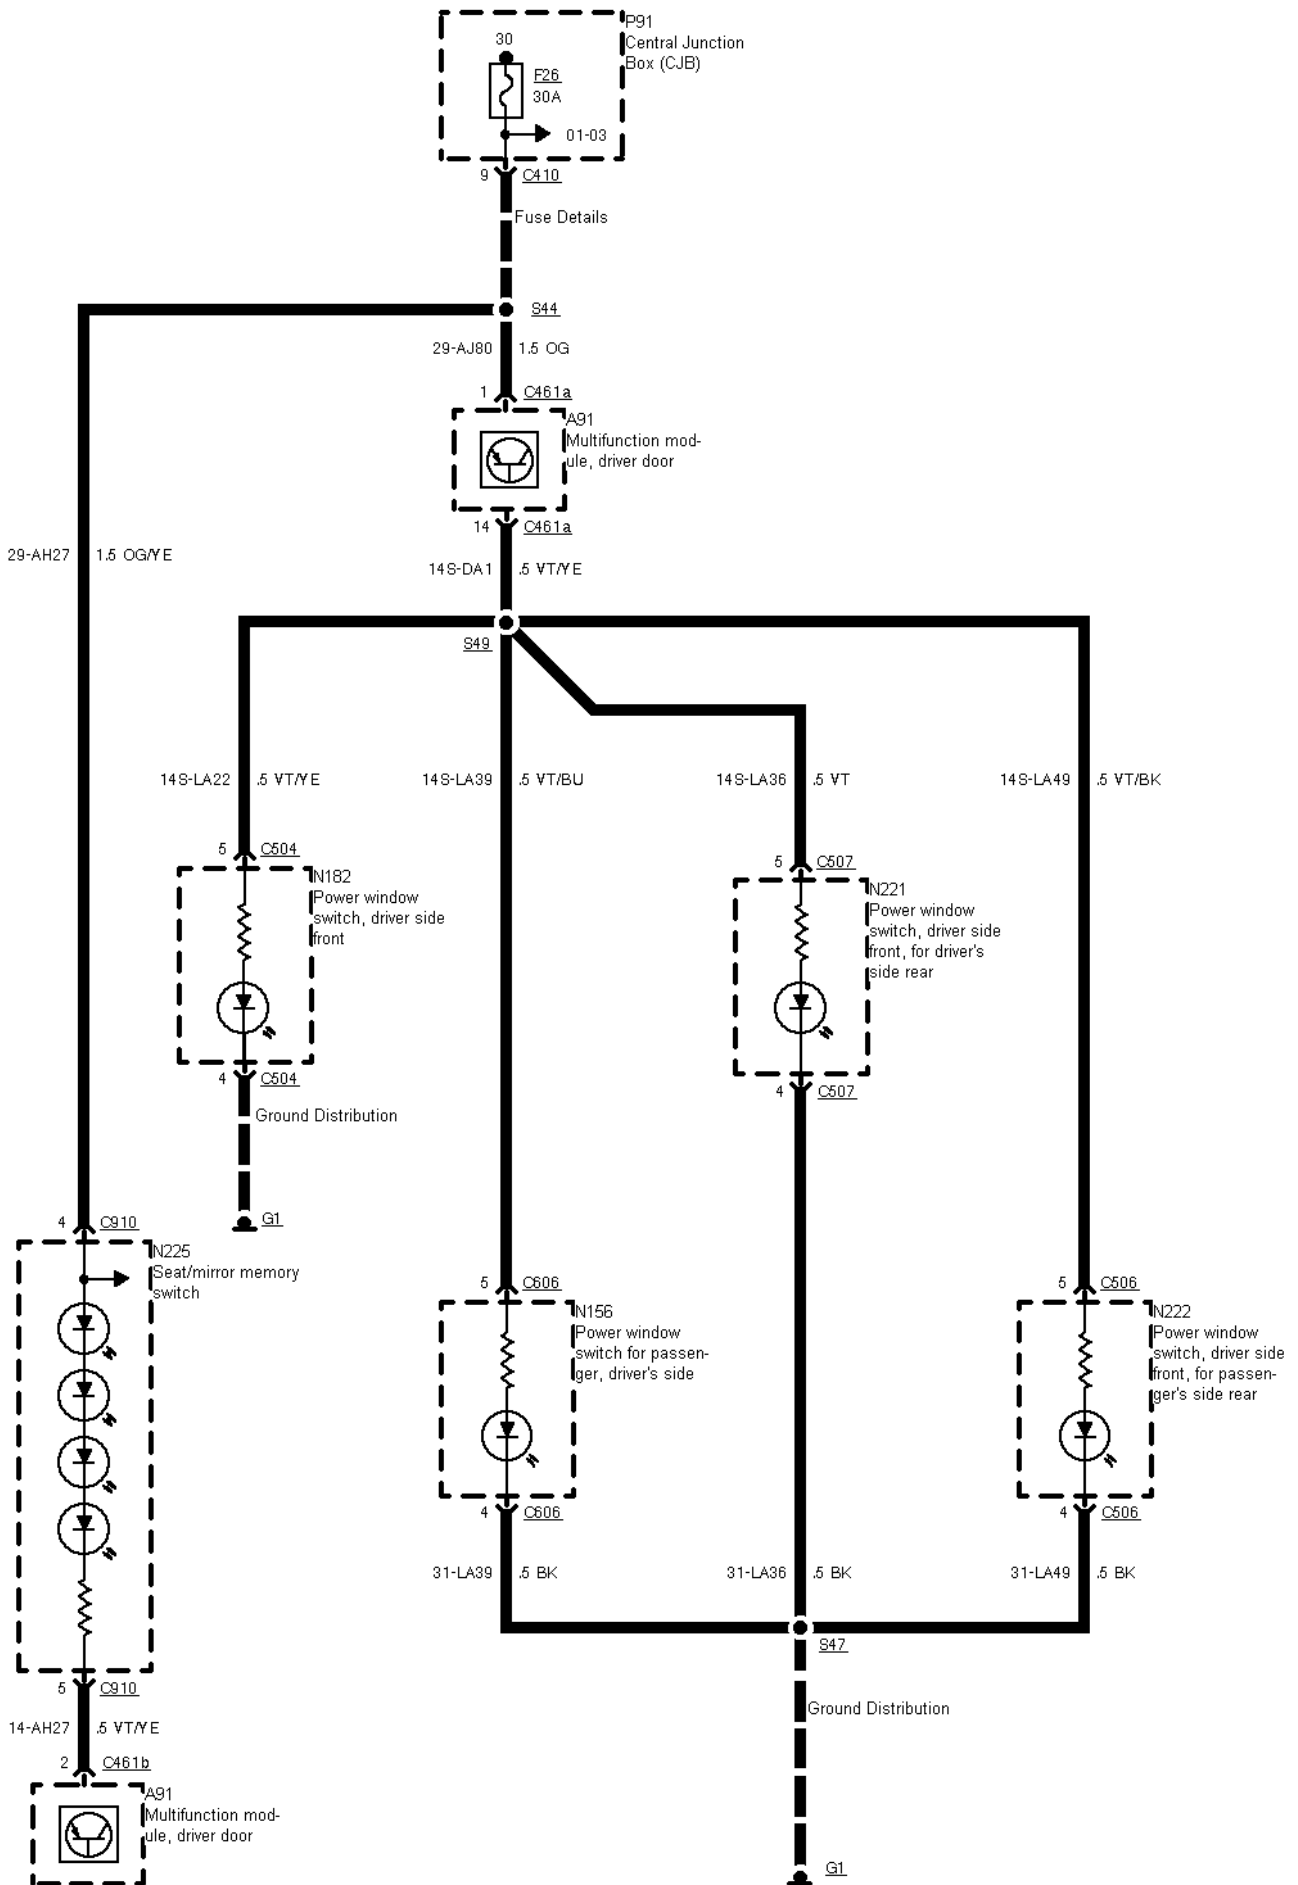 P91
Central Junction
Box (CJB)
30
F26
30A
01-03
9 C410
Fuse Details
S44
29-AJ80 1.5 OG
1 C461a
A91
Multifunction mod-
ule, driver door
14 C461a
29-AH27 1.5 OG/YE
14S-DA1 .5 VT/YE
S49
14S-LA22 .5 VT/YE
14S-LA39 .5 VT/BU
14S-LA36 .5 VT
14S-LA49 .5 VT/BK
5 C504
N182
Power window
switch, driver side
front
4 C504
Ground Distribution
G1
5 C507
N221
Power window
switch, driver side
front, for driver's
side rear
4 C507
4 C910
N225
Seat/mirror memory
switch
5 C606
N156
Power window
switch for passen-
ger, driver's side
4 C606
5 C506
N222
Power window
switch, driver side
front, for passen-
ger's side rear
4 C506
31-LA39 .5 BK
31-LA36 .5 BK
31-LA49 .5 BK
S47
5 C910
14-AH27 .5 VT/YE
2 C461b
A91
Multifunction mod-
ule, driver door
Ground Distribution
G1